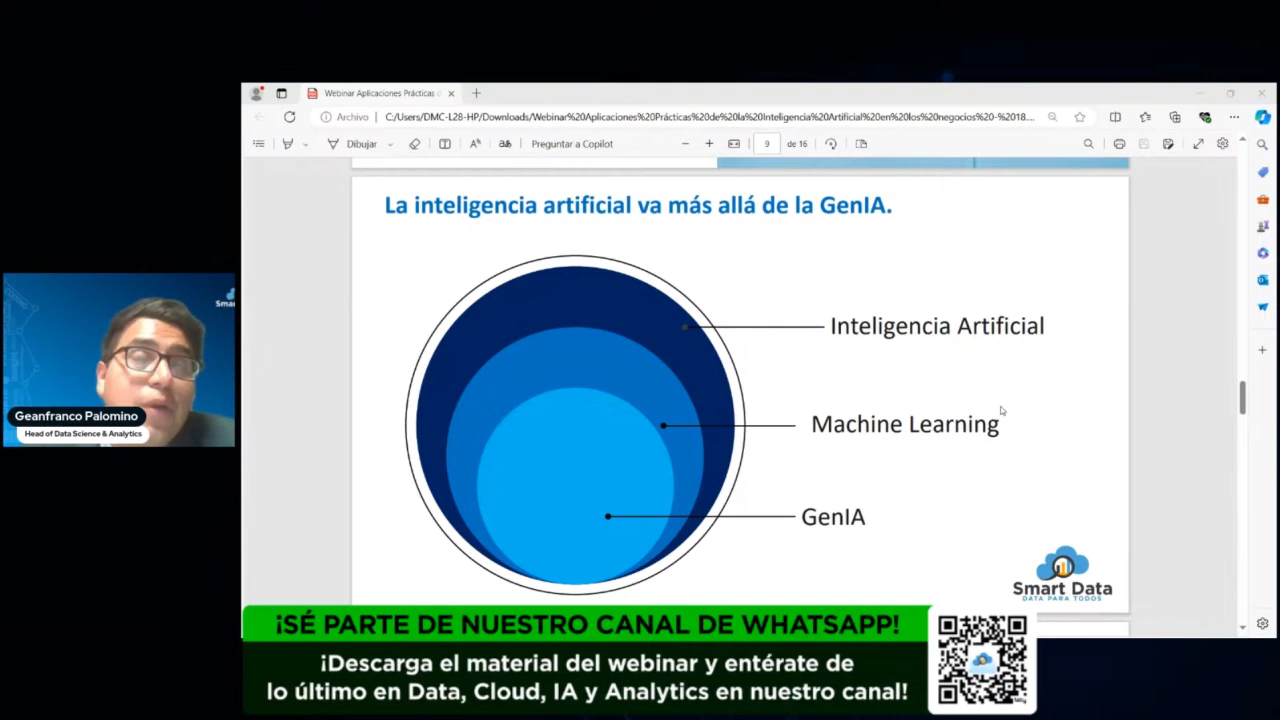 Webinar Aplicaciones Prácticas d
Archivo
C:/Users/DMC-L28-HP/Downloads/Webinar%20Aplicaciones%20Prácticas%20de%20la%20Inteligencia%20Artificial%20en%20los%20negocios%20-%2018...
Dibujar
Preguntar a Copilot
9
de 16
La inteligencia artificial va más allá de la GenIA.
Inteligencia Artificial
Machine Learning
GenIA
Smart Data
DATA PARA TODOS
Smar
Geanfranco Palomino
Head of Data Science & Analytics
¡SÉ PARTE DE NUESTRO CANAL DE WHATSAPP!
¡Descarga el material del webinar y entérate de
lo último en Data, Cloud, IA y Analytics en nuestro canal!